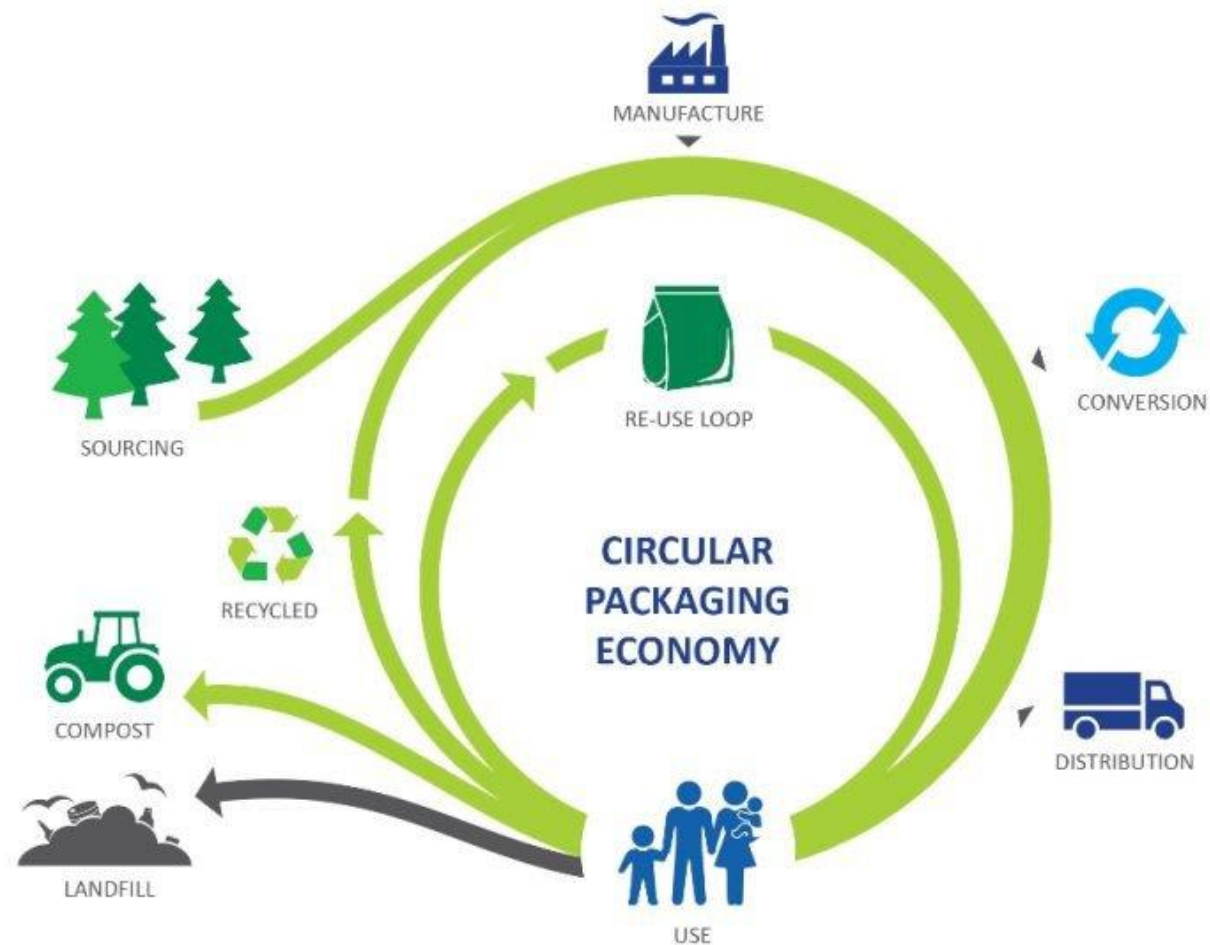 MANUFACTURE
SOURCING
RE-USE LOOP
CONVERSION
CIRCULAR
PACKAGING
ECONOMY
RECYCLED
COMPOST
DISTRIBUTION
LANDFILL
USE